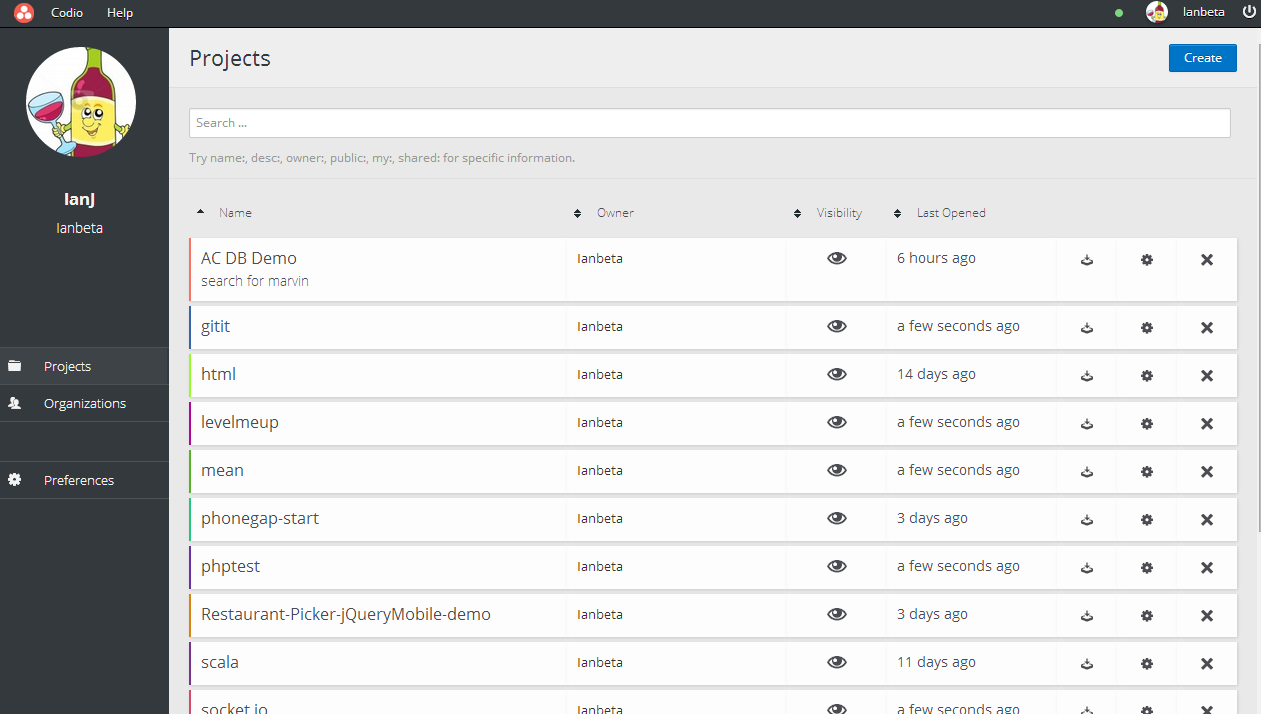 Codio Help Ianbeta
IanJ
Ianbeta
Projects
Organizations
Preferences
Projects Create
Search ...
Try name:, desc:, owner:, public:, my:, shared: for specific information.
Name Owner Visibility Last Opened
AC DB Demo Ianbeta 6 hours ago
search for marvin
gitit Ianbeta a few seconds ago
html Ianbeta 14 days ago
levelmeup Ianbeta a few seconds ago
mean Ianbeta a few seconds ago
phonegap-start Ianbeta 3 days ago
phptest Ianbeta a few seconds ago
Restaurant-Picker-jQueryMobile-demo Ianbeta 3 days ago
scala Ianbeta 11 days ago
socket.io Ianbeta a few seconds ago